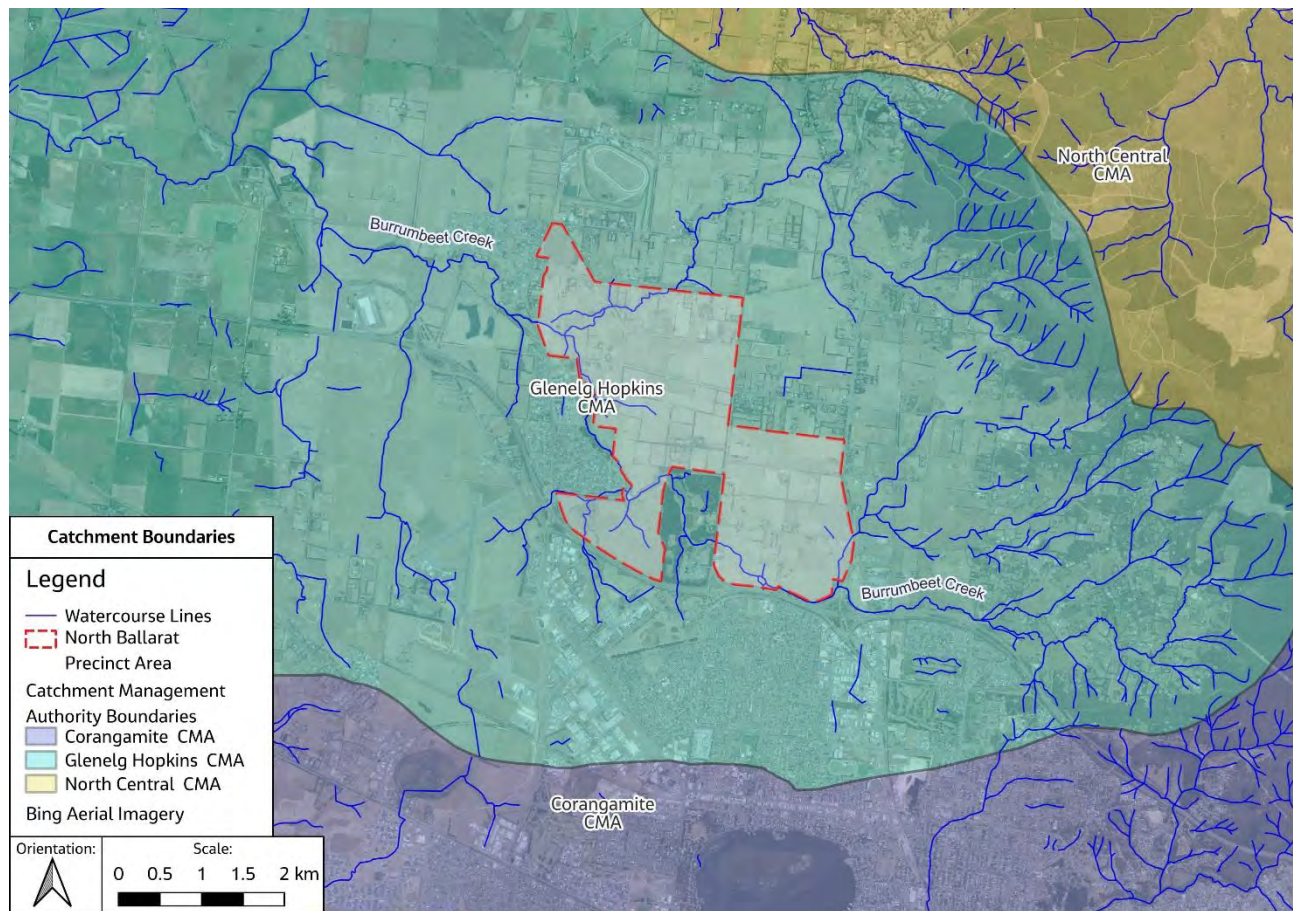 North Central
CMA
Burrumbeet Creek
Glenelg Hopkins
CMA
Burrumbeet Creek
Corangamite
CMA
Catchment Boundaries
Legend
Watercourse Lines
North Ballarat
Precinct Area
Catchment Management
Authority Boundaries
Corangamite CMA
Glenelg Hopkins CMA
North Central CMA
Bing Aerial Imagery
Orientation:
Scale:
0 0.5 1 1.5 2 km